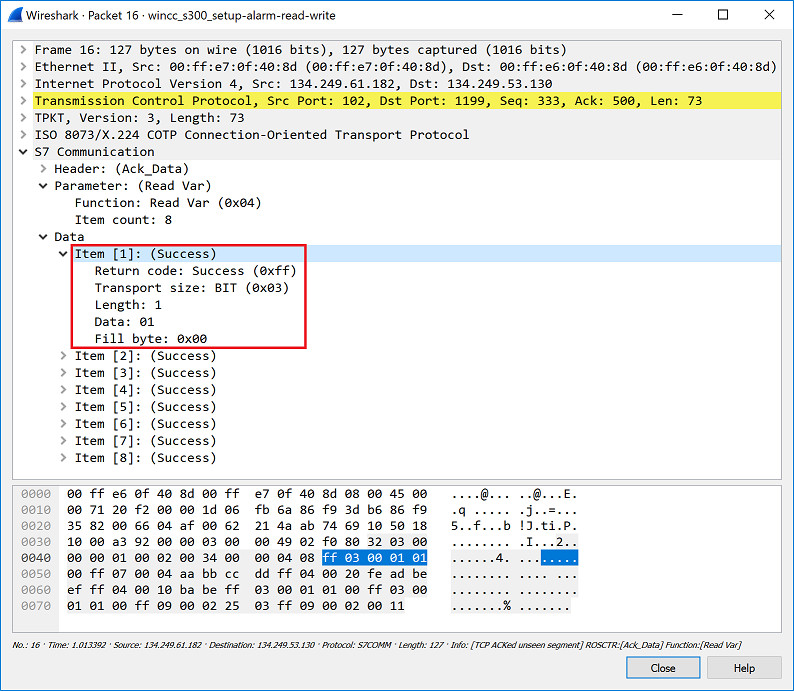 Wireshark · Packet 16 · wincc_s300_setup-alarm-read-write
Frame 16: 127 bytes on wire (1016 bits), 127 bytes captured (1016 bits)
Ethernet II, Src: 00:ff:e7:0f:40:8d (00:ff:e7:0f:40:8d), Dst: 00:ff:e6:0f:40:8d (00:ff:e6:0f:40:8d)
Internet Protocol Version 4, Src: 134.249.61.182, Dst: 134.249.53.130
Transmission Control Protocol, Src Port: 102, Dst Port: 1199, Seq: 333, Ack: 500, Len: 73
TPKT, Version: 3, Length: 73
ISO 8073/X.224 COTP Connection-Oriented Transport Protocol
S7 Communication
Header: (Ack_Data)
Parameter: (Read Var)
Function: Read Var (0x04)
Item count: 8
Data
Item [1]: (Success)
Return code: Success (0xff)
Transport size: BIT (0x03)
Length: 1
Data: 01
Fill byte: 0x00
Item [2]: (Success)
Item [3]: (Success)
Item [4]: (Success)
Item [5]: (Success)
Item [6]: (Success)
Item [7]: (Success)
Item [8]: (Success)
0000 00 ff e6 0f 40 8d 00 ff e7 0f 40 8d 08 00 45 00 ....@... ..@...E.
0010 00 71 20 f2 00 00 1d 06 fb 6a 86 f9 3d b6 86 f9 .q ..... .j..=...
0020 35 82 00 66 04 af 00 62 21 4a ab 74 69 10 50 18 5..f...b !J.ti.P.
0030 10 00 a3 92 00 00 03 00 00 49 02 f0 80 32 03 00 ........ .I...2..
0040 00 00 01 00 02 00 34 00 00 04 08 ff 03 00 01 01 ......4. ........
0050 00 ff 07 00 04 aa bb cc dd ff 04 00 20 fe ad be ........ .... ...
0060 ef ff 04 00 10 ba be ff 03 00 01 01 00 ff 03 00 ........ ........
0070 01 01 00 ff 09 00 02 25 03 ff 09 00 02 00 11 .......% .......
No.: 16 · Time: 1.013392 · Source: 134.249.61.182 · Destination: 134.249.53.130 · Protocol: S7COMM · Length: 127 · Info: [TCP ACKed unseen segment] ROSCTR:[Ack_Data] Function:[Read Var]
Close Help